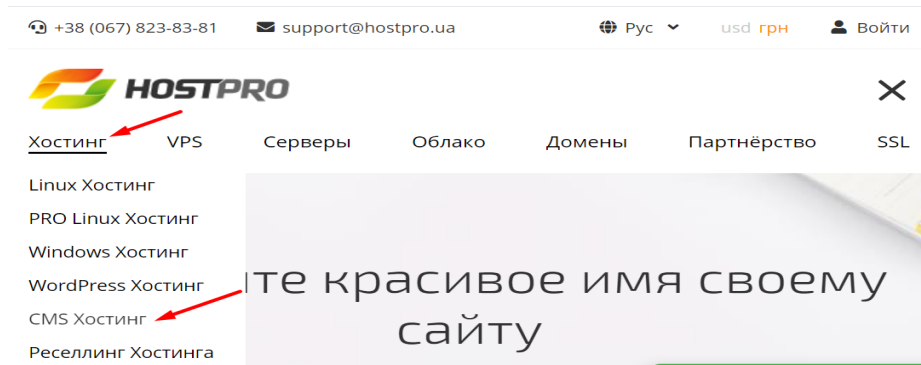 +38 (067) 823-83-81 support@hostpro.ua Рус usd грн Войти
HOSTPRO
Хостинг VPS Серверы Облако Домены Партнёрство SSL
Linux Хостинг
PRO Linux Хостинг
Windows Хостинг
WordPress Хостинг
CMS Хостинг
Реселлинг Хостинга
те красивое имя своему
сайту